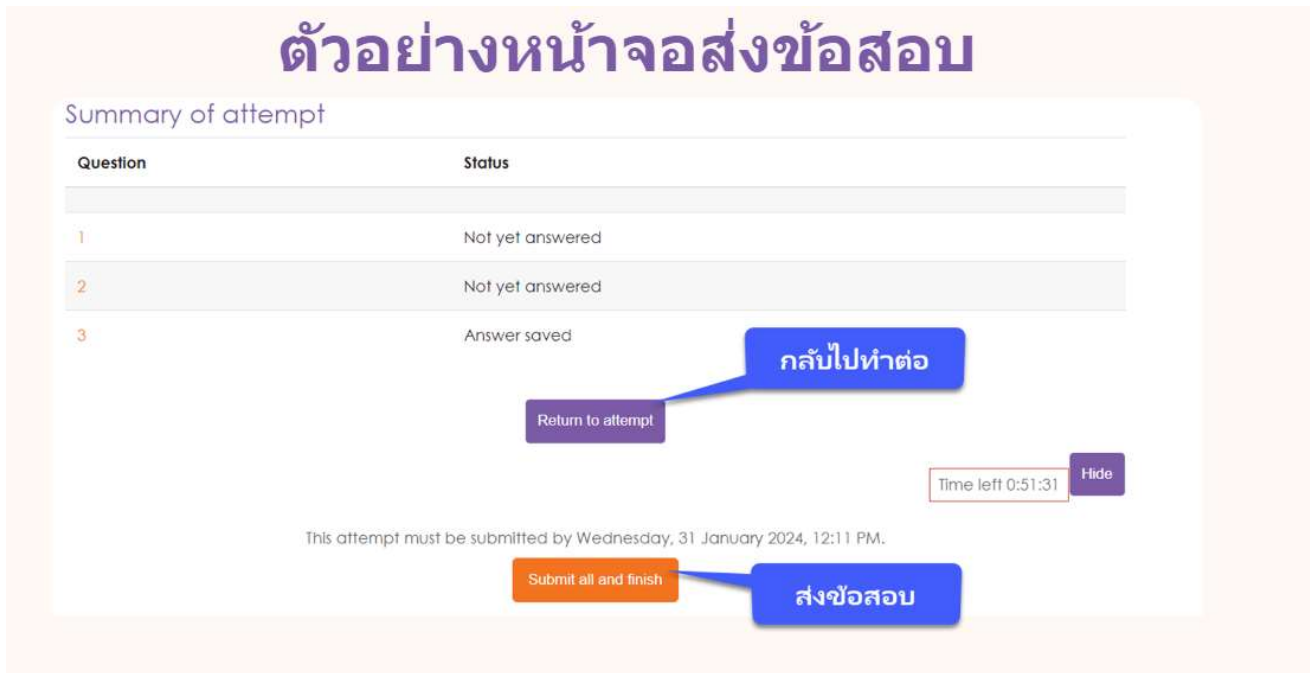 ตัวอย่างหน้าจอส่งข้อสอบ
Summary of attempt
Question Status
1 Not yet answered
2 Not yet answered
3 Answer saved
กลับไปทำต่อ
Return to attempt
Time left 0:51:31 Hide
This attempt must be submitted by Wednesday, 31 January 2024, 12:11 PM.
Submit all and finish
ส่งข้อสอบ